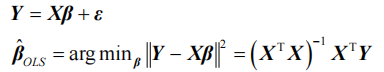 Y = Xβ + ε
β̂_OLS = arg min_β ‖Y − Xβ‖² = (XᵀX)⁻¹ XᵀY